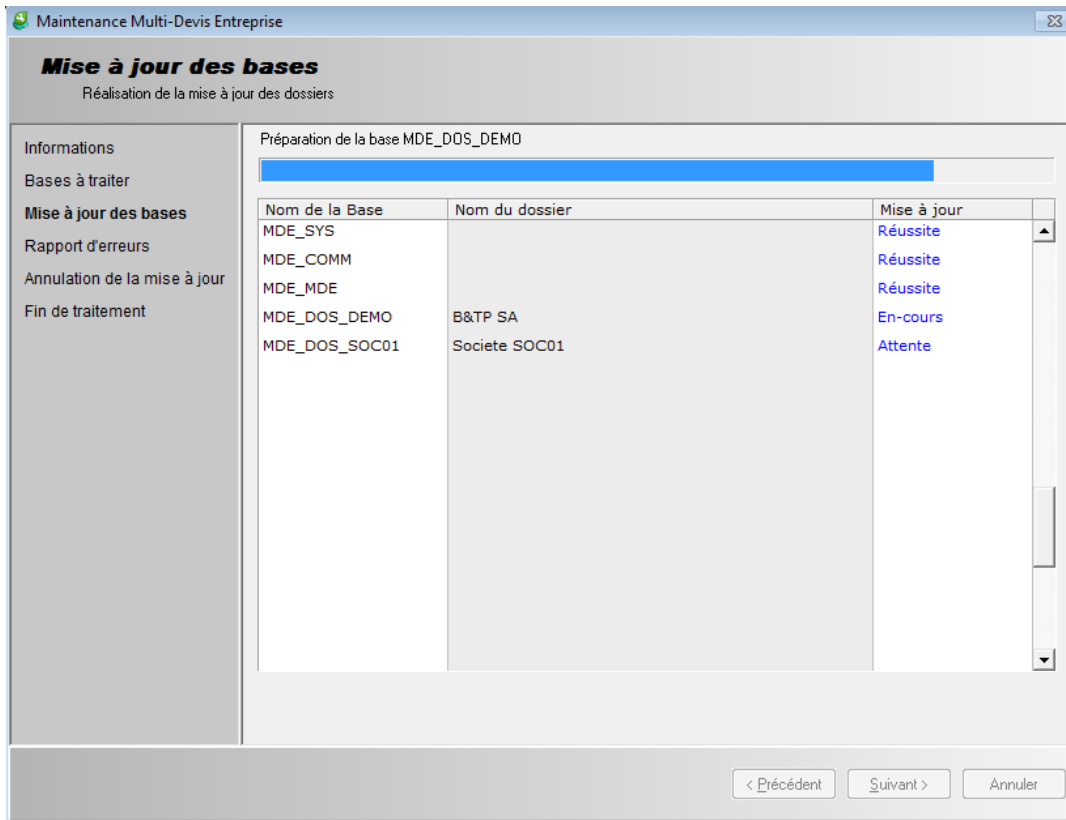 Maintenance Multi-Devis Entreprise
Mise à jour des bases
Réalisation de la mise à jour des dossiers
Informations
Bases à traiter
Mise à jour des bases
Rapport d'erreurs
Annulation de la mise à jour
Fin de traitement
Préparation de la base MDE_DOS_DEMO
Nom de la Base Nom du dossier Mise à jour
MDE_SYS Réussite
MDE_COMM Réussite
MDE_MDE Réussite
MDE_DOS_DEMO B&TP SA En-cours
MDE_DOS_SOC01 Societe SOC01 Attente
< Précédent Suivant > Annuler